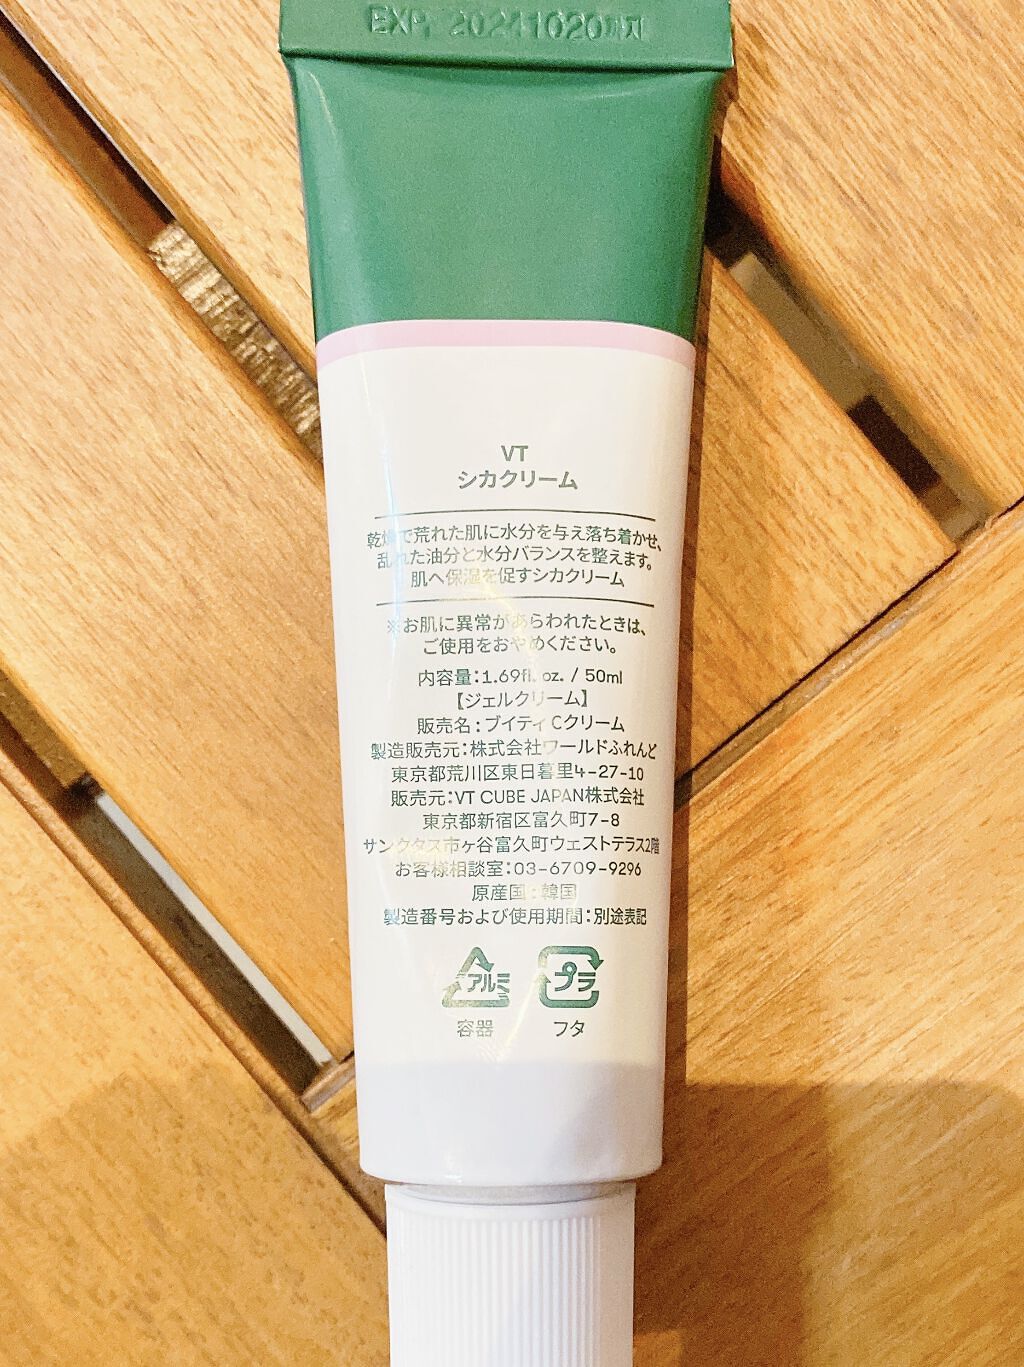 EXP. 20241020까지
VT
シカクリーム
乾燥で荒れた肌に水分を与え落ち着かせ、
乱れた油分と水分バランスを整えます。
肌へ保湿を促すシカクリーム
※お肌に異常があらわれたときは、
ご使用をおやめください。
内容量:1.69fl. oz. / 50ml
【ジェルクリーム】
販売名:ブイティCクリーム
製造販売元:株式会社ワールドふれんど
東京都荒川区東日暮里4-27-10
販売元:VT CUBE JAPAN株式会社
東京都新宿区富久町7-8
サンクタス市ヶ谷富久町ウェストテラス2階
お客様相談室:03-6709-9296
原産国:韓国
製造番号および使用期間:別途表記
アルミ プラ
容器 フタ